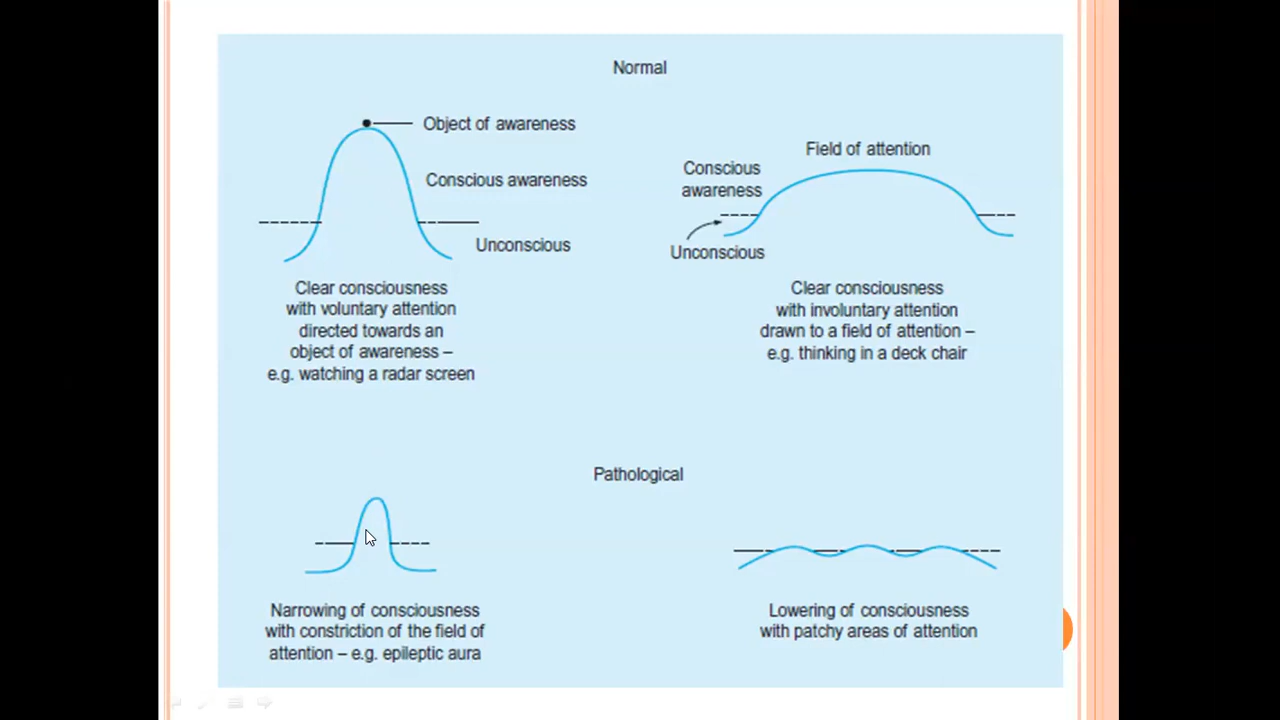 Normal
Object of awareness
Conscious awareness
Unconscious
Clear consciousness
with voluntary attention
directed towards an
object of awareness –
e.g. watching a radar screen
Field of attention
Conscious
awareness
Unconscious
Clear consciousness
with involuntary attention
drawn to a field of attention –
e.g. thinking in a deck chair
Pathological
Narrowing of consciousness
with constriction of the field of
attention – e.g. epileptic aura
Lowering of consciousness
with patchy areas of attention